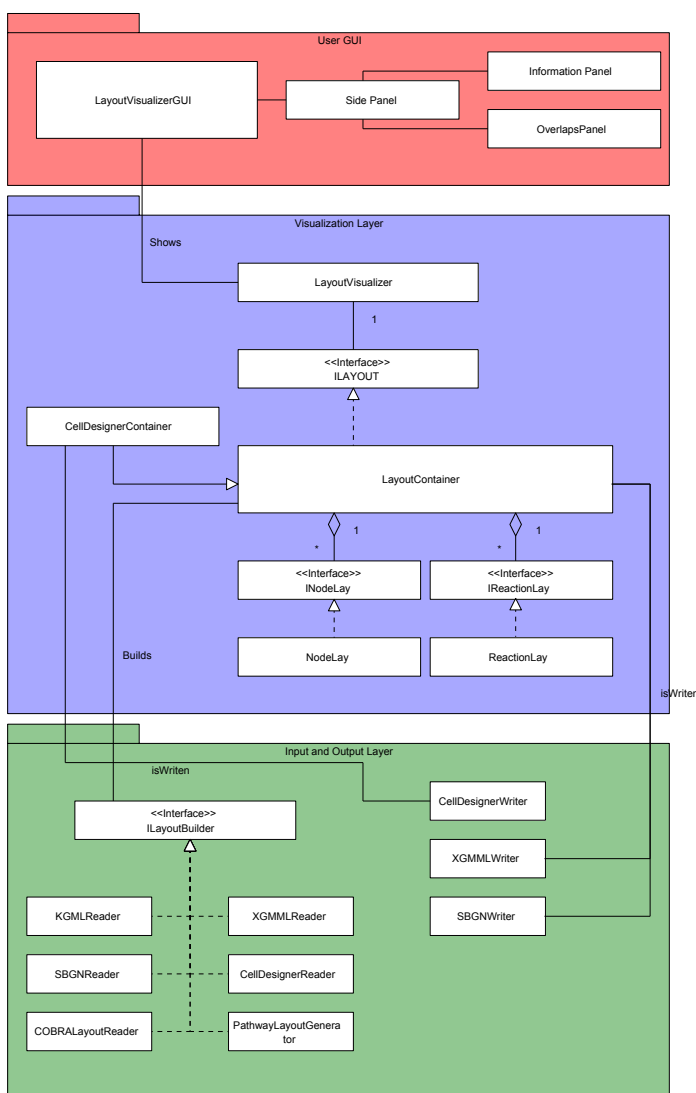 User GUI
LayoutVisualizerGUI
Side Panel
Information Panel
OverlapsPanel
Visualization Layer
Shows
LayoutVisualizer
1
<<Interface>>
ILAYOUT
CellDesignerContainer
LayoutContainer
1
*
1
*
<<Interface>>
INodeLay
<<Interface>>
IReactionLay
NodeLay
ReactionLay
Builds
isWriten
Input and Output Layer
isWriten
<<Interface>>
ILayoutBuilder
CellDesignerWriter
XGMMLWriter
SBGNWriter
KGMLReader
XGMMLReader
SBGNReader
CellDesignerReader
COBRALayoutReader
PathwayLayoutGenera
tor